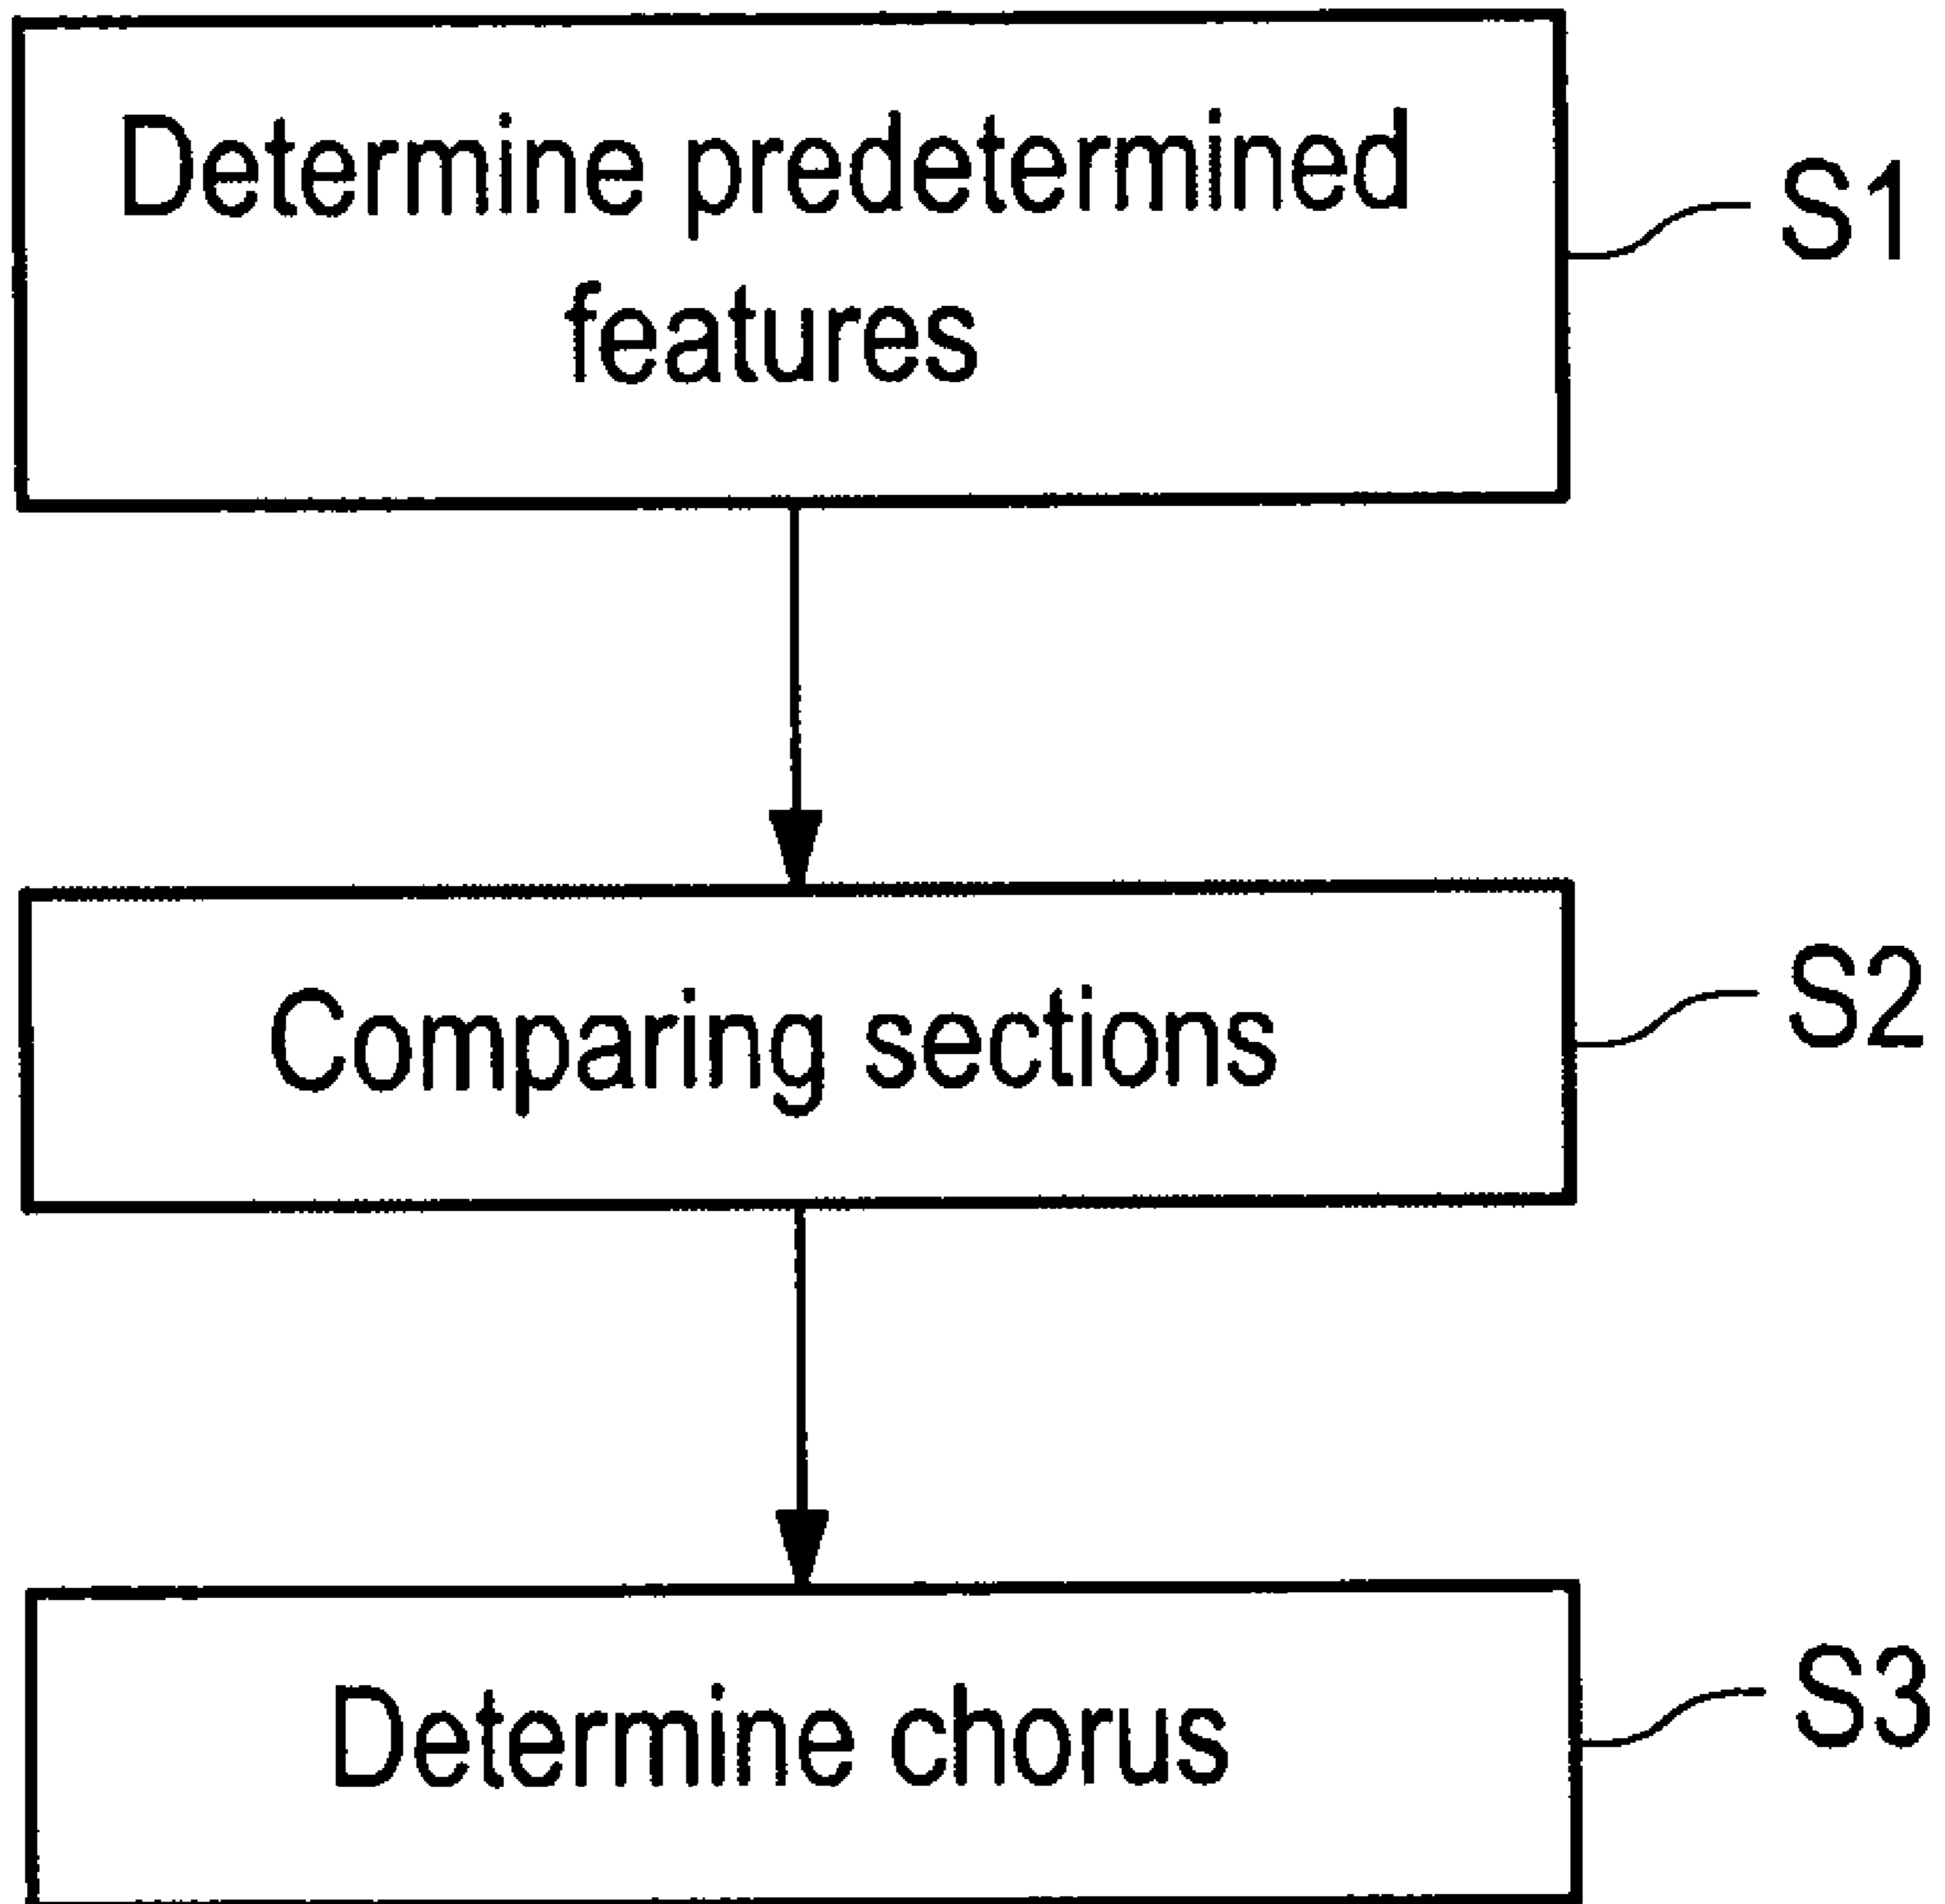 Determine predetermined
features
S1
Comparing sections
S2
Determine chorus
S3